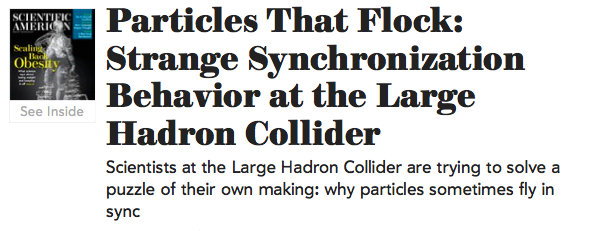 SCIENTIFIC
AMERICAN
Scaling
Back
Obesity
See Inside
Particles That Flock:
Strange Synchronization
Behavior at the Large
Hadron Collider
Scientists at the Large Hadron Collider are trying to solve a
puzzle of their own making: why particles sometimes fly in
sync